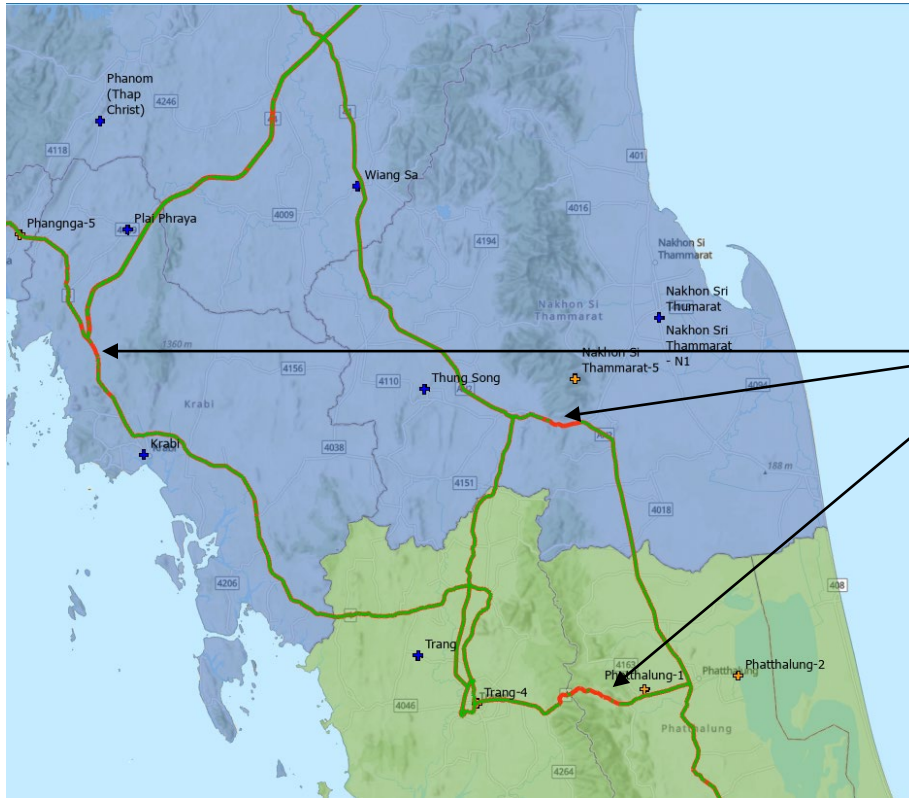 Phanom
(Thap
Christ)
4246
4118
401
Wiang Sa
4016
Phangnga-5
Plai Phraya
4009
4194
Nakhon Si
Thammarat
Nakhon Sri
Thumarat
Nakhon Si
Thammarat
Nakhon Sri
Thammarat
- N1
1360 m
4156
Nakhon Si
Thammarat-5
4110
Thung Song
4094
Krabi
Krabi
4038
188 m
4151
4018
4206
408
Trang
4163
Phatthalung-1
Phatthalung
Phatthalung-2
4046
Trang-4
Phatthalung
4264